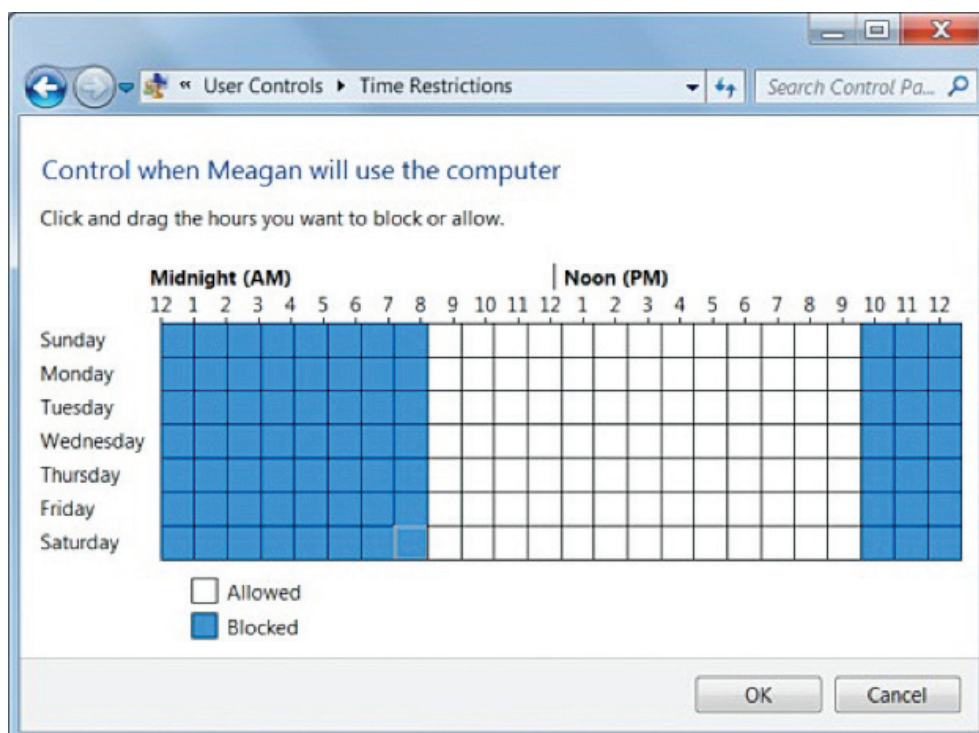 « User Controls ▸ Time Restrictions
Search Control Pa...
Control when Meagan will use the computer
Click and drag the hours you want to block or allow.
Midnight (AM) Noon (PM)
12 1 2 3 4 5 6 7 8 9 10 11 12 1 2 3 4 5 6 7 8 9 10 11 12
Sunday
Monday
Tuesday
Wednesday
Thursday
Friday
Saturday
Allowed
Blocked
OK Cancel